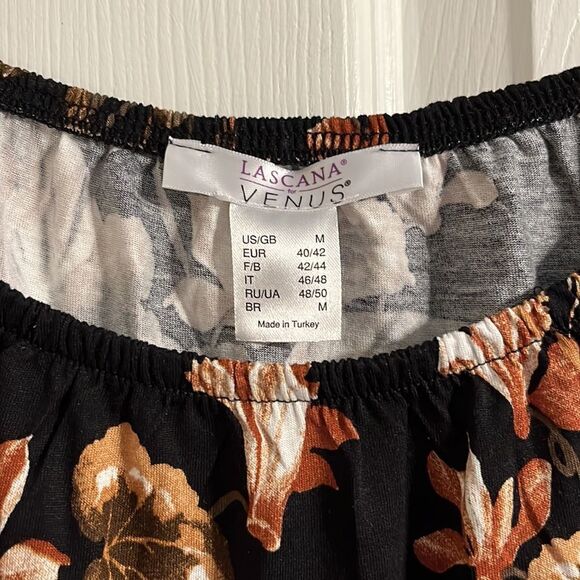 LASCANA®
for
VENUS®
US/GB M
EUR 40/42
F/B 42/44
IT 46/48
RU/UA 48/50
BR M
Made in Turkey